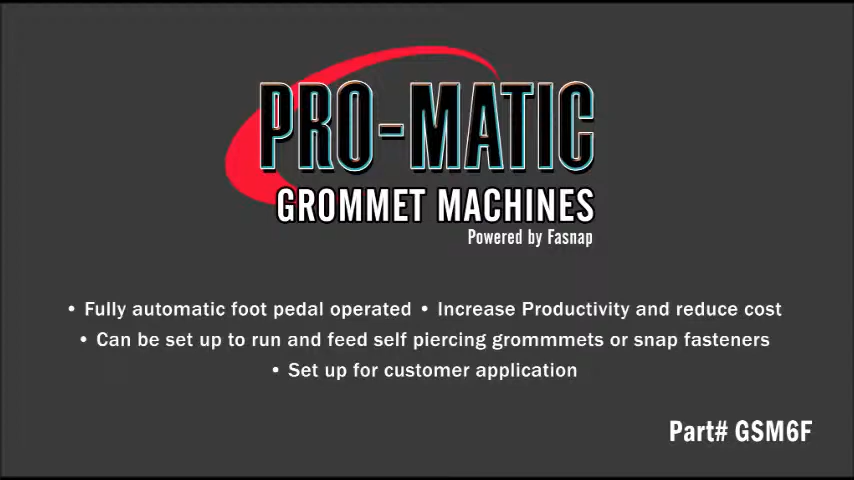 PRO-MATIC
GROMMET MACHINES
Powered by Fasnap
• Fully automatic foot pedal operated • Increase Productivity and reduce cost
• Can be set up to run and feed self piercing grommmets or snap fasteners
• Set up for customer application
Part# GSM6F